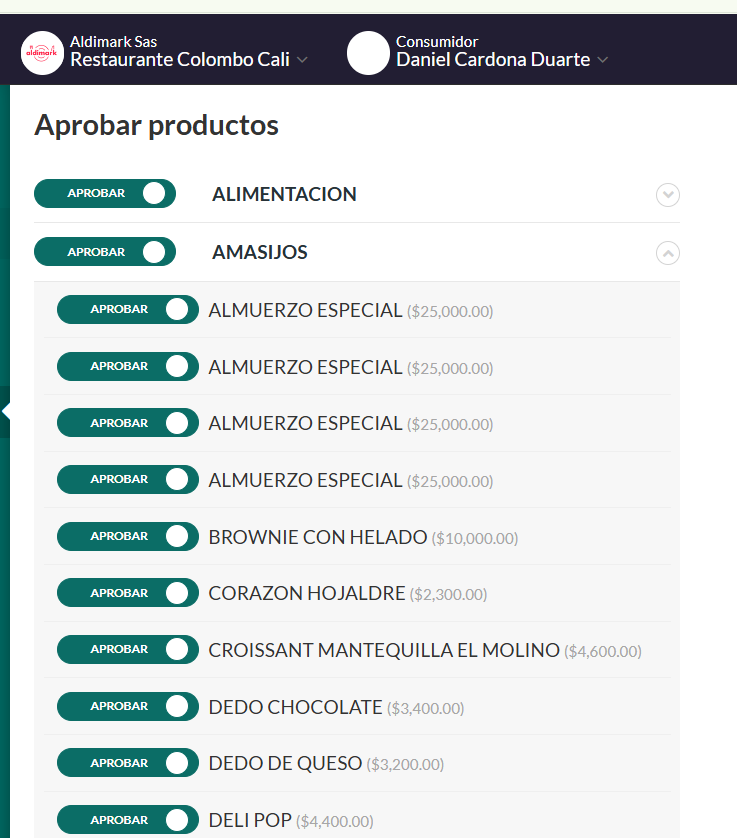 aldimark
Aldimark Sas
Restaurante Colombo Cali
Consumidor
Daniel Cardona Duarte
Aprobar productos
APROBAR ALIMENTACION
APROBAR AMASIJOS
APROBAR ALMUERZO ESPECIAL ($25,000.00)
APROBAR ALMUERZO ESPECIAL ($25,000.00)
APROBAR ALMUERZO ESPECIAL ($25,000.00)
APROBAR ALMUERZO ESPECIAL ($25,000.00)
APROBAR BROWNIE CON HELADO ($10,000.00)
APROBAR CORAZON HOJALDRE ($2,300.00)
APROBAR CROISSANT MANTEQUILLA EL MOLINO ($4,600.00)
APROBAR DEDO CHOCOLATE ($3,400.00)
APROBAR DEDO DE QUESO ($3,200.00)
APROBAR DELI POP ($4,400.00)